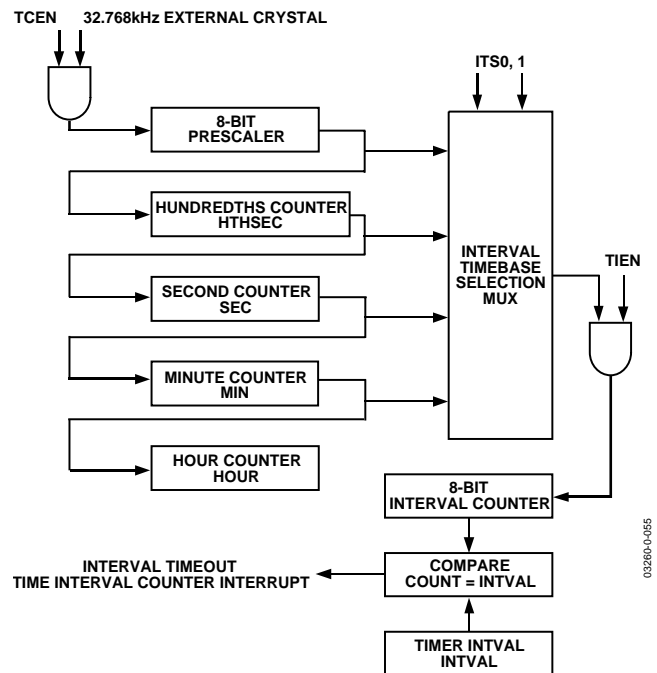 TCEN 32.768kHz EXTERNAL CRYSTAL
ITS0, 1
8-BIT
PRESCALER
HUNDREDTHS COUNTER
HTHSEC
INTERVAL
TIMEBASE
SELECTION
MUX
TIEN
SECOND COUNTER
SEC
MINUTE COUNTER
MIN
HOUR COUNTER
HOUR
8-BIT
INTERVAL COUNTER
INTERVAL TIMEOUT
TIME INTERVAL COUNTER INTERRUPT
COMPARE
COUNT = INTVAL
TIMER INTVAL
INTVAL
03260-0-055